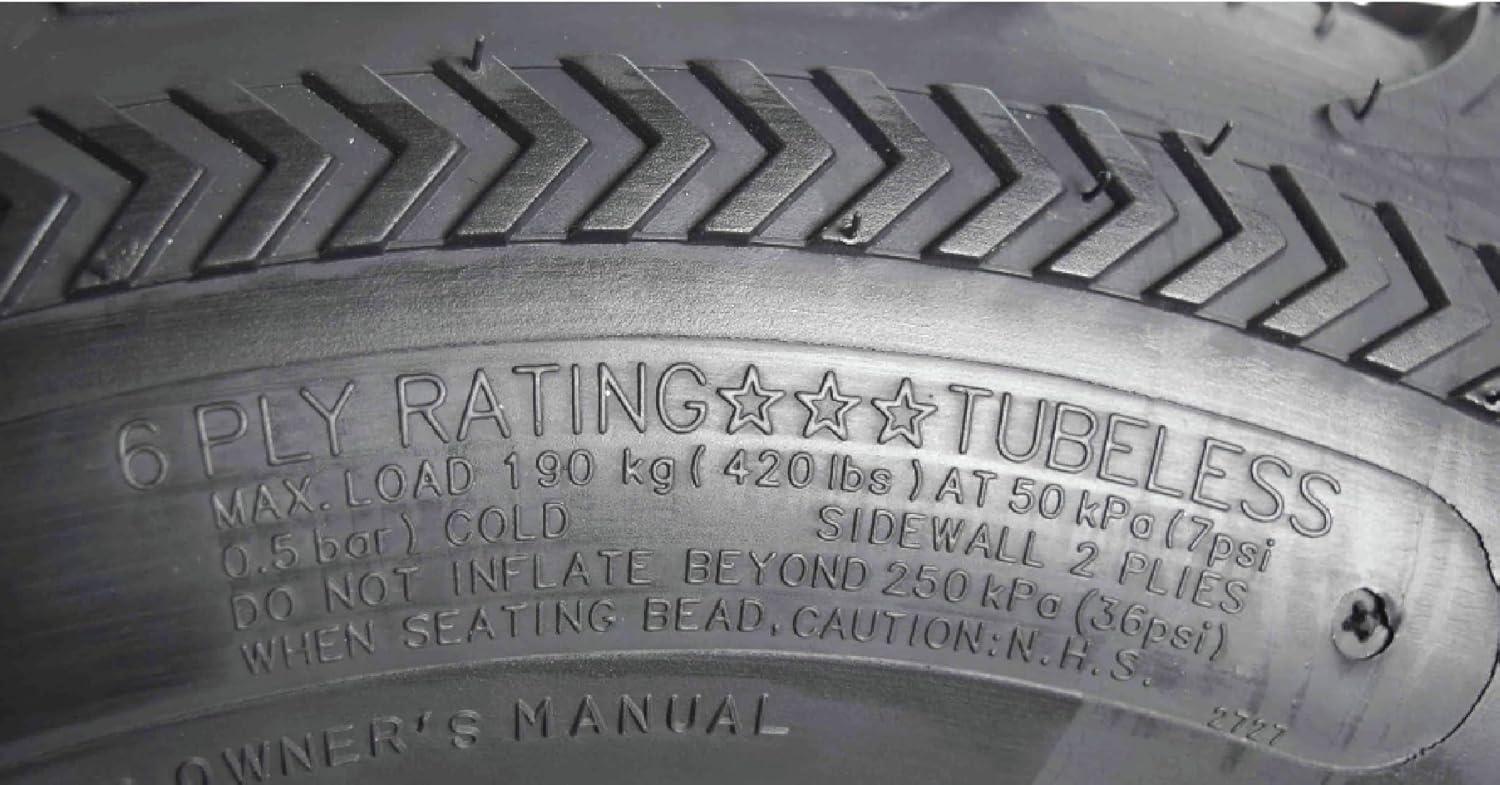 6 PLY RATING☆☆☆TUBELESS
MAX. LOAD 190 kg ( 420 lbs ) AT 50 kPa (7psi
0.5 bar) COLD SIDEWALL 2 PLIES
DO NOT INFLATE BEYOND 250 kPa (36psi)
WHEN SEATING BEAD. CAUTION: N.H.S.
2727
OWNER'S MANUAL